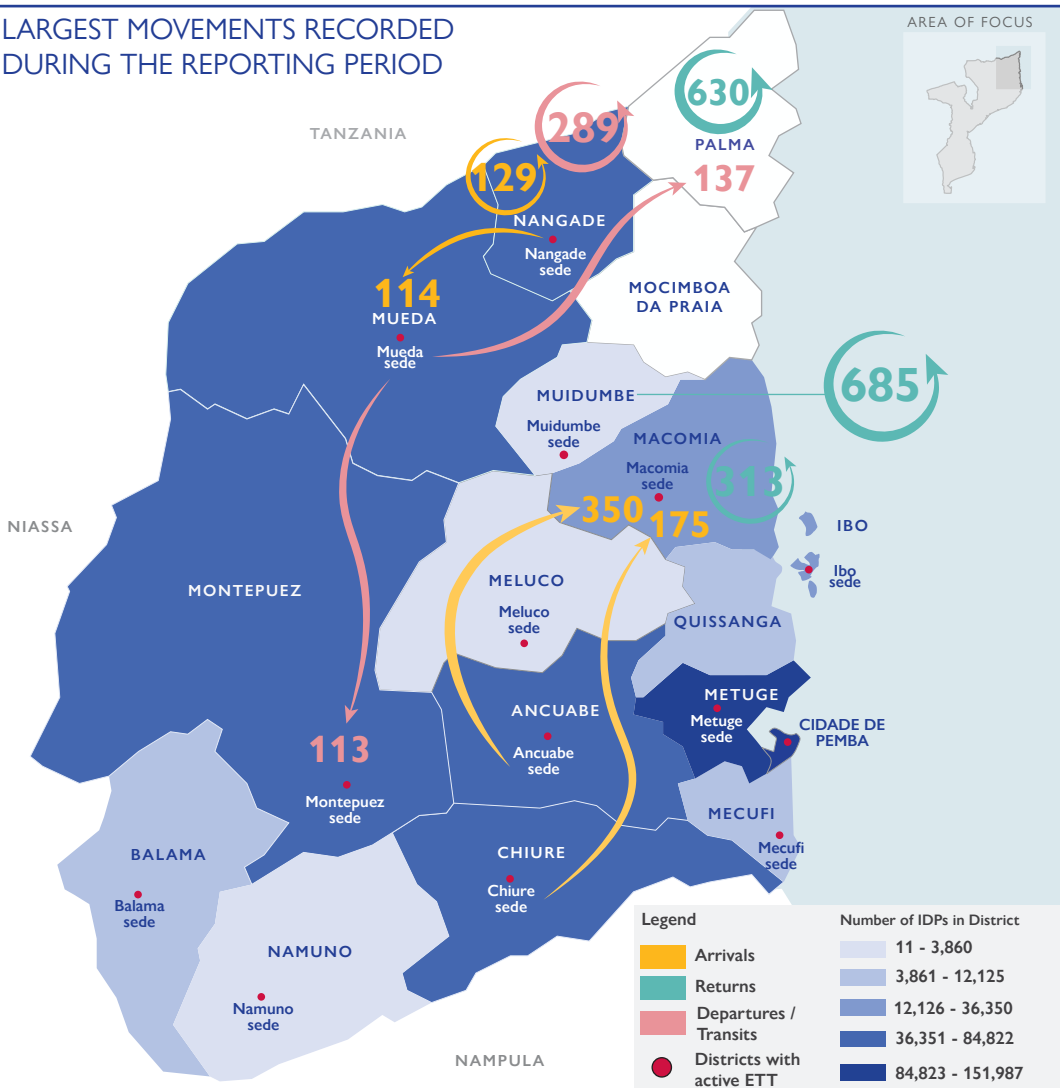 LARGEST MOVEMENTS RECORDED
DURING THE REPORTING PERIOD
AREA OF FOCUS
TANZANIA
630
289
PALMA
137
129
NANGADE
Nangade
sede
114
MUEDA
Mueda
sede
MOCIMBOA
DA PRAIA
685
MUIDUMBE
Muidumbe
sede
MACOMIA
Macomia
sede
313
350
175
NIASSA
IBO
Ibo
sede
MONTEPUEZ
MELUCO
Meluco
sede
QUISSANGA
METUGE
Metuge
sede
CIDADE DE
PEMBA
ANCUABE
Ancuabe
sede
113
Montepuez
sede
MECUFI
Mecufi
sede
BALAMA
Balama
sede
CHIURE
Chiure
sede
NAMUNO
Namuno
sede
NAMPULA
Legend
Arrivals
Returns
Departures /
Transits
Districts with
active ETT
Number of IDPs in District
11 - 3,860
3,861 - 12,125
12,126 - 36,350
36,351 - 84,822
84,823 - 151,987